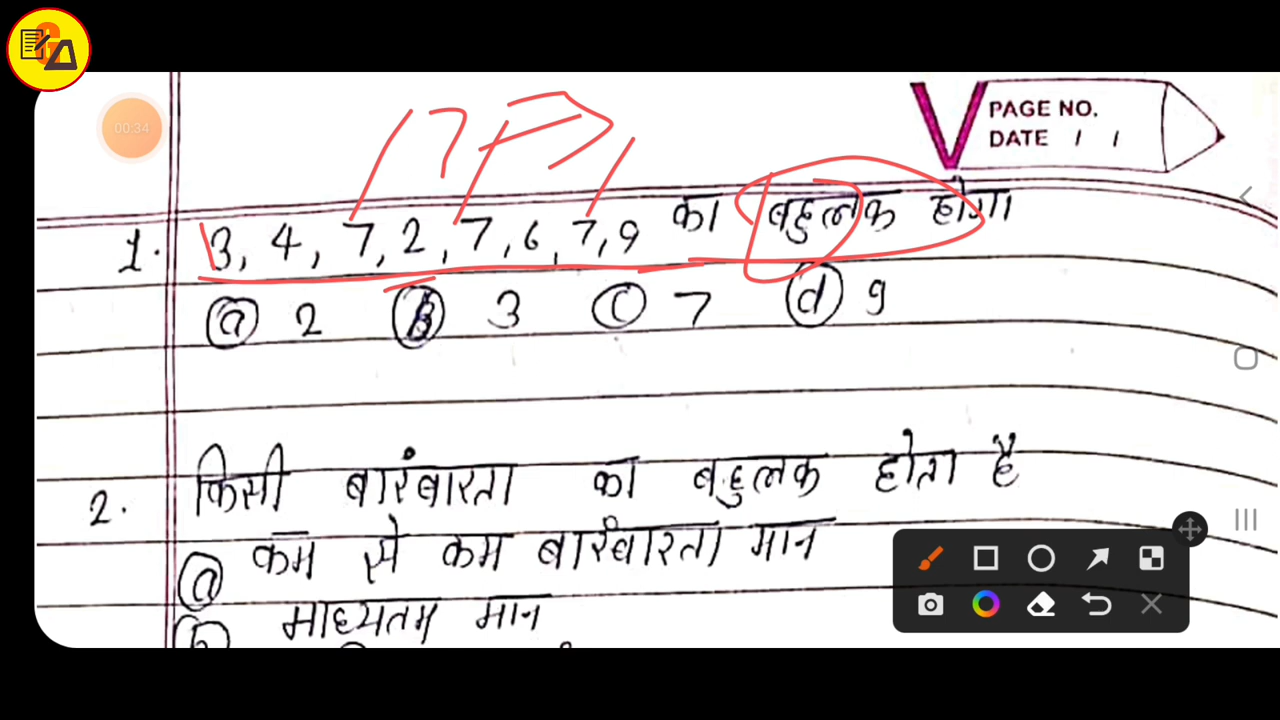 00:34
PAGE NO.
DATE / /
1. 3, 4, 7, 2, 7, 6, 7, 9 का बहुलक होगा
(a) 2 (b) 3 (c) 7 (d) 9
2. किसी बारंबारता का बहुलक होता है
(a) कम से कम बारंबारता मान
(b) माध्यतम मान